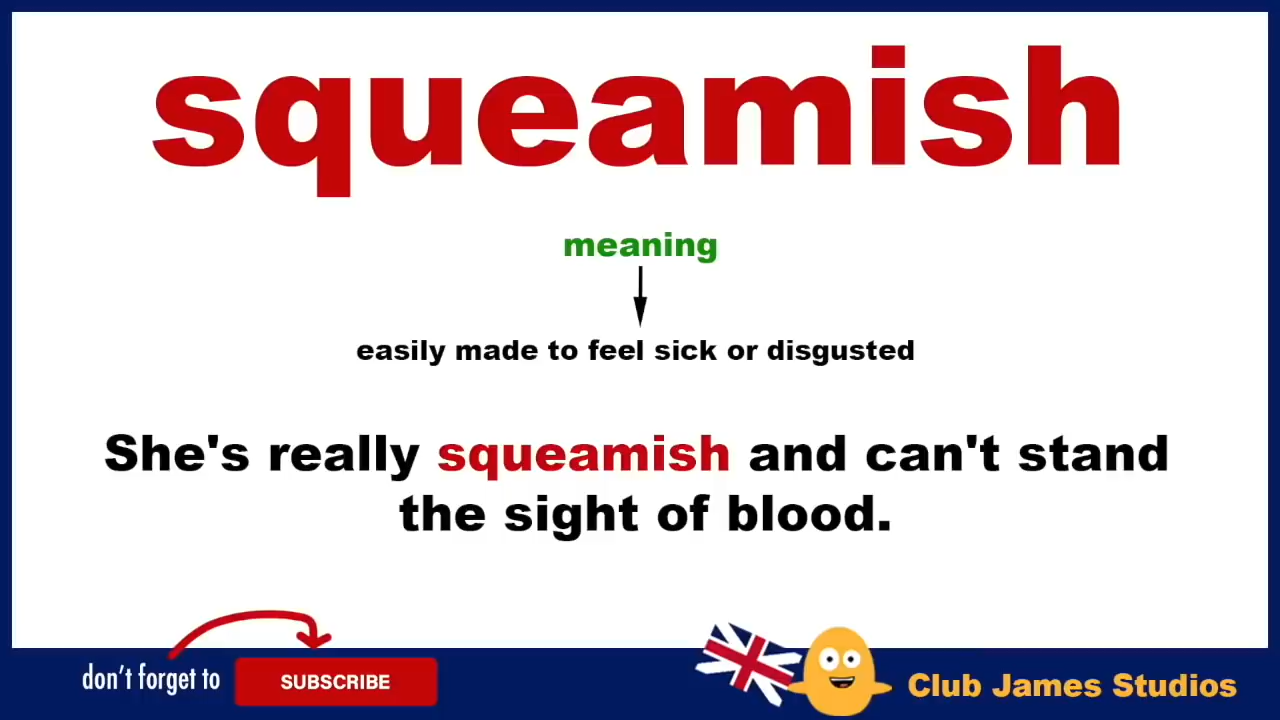 squeamish
meaning
easily made to feel sick or disgusted
She's really squeamish and can't stand
the sight of blood.
don't forget to
SUBSCRIBE
Club James Studios